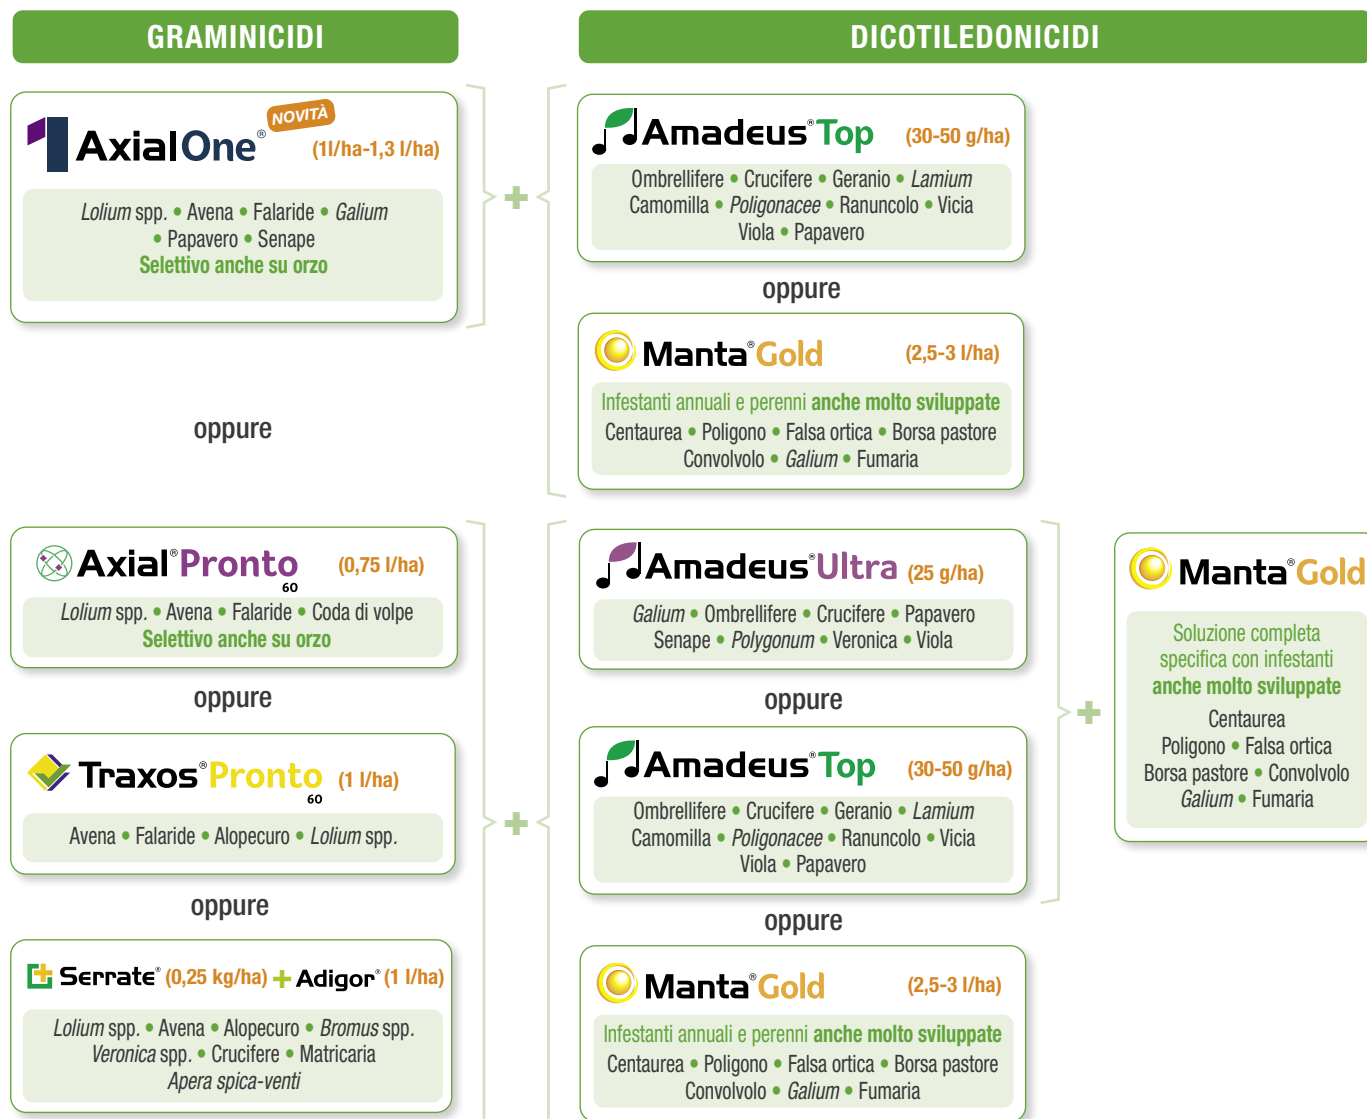 GRAMINICIDI
DICOTILEDONICIDI
AxialOne® NOVITÀ (1l/ha-1,3 l/ha)
Lolium spp. • Avena • Falaride • Galium
• Papavero • Senape
Selettivo anche su orzo
Amadeus® Top (30-50 g/ha)
Ombrellifere • Crucifere • Geranio • Lamium
Camomilla • Poligonacee • Ranuncolo • Vicia
Viola • Papavero
oppure
Manta® Gold (2,5-3 l/ha)
Infestanti annuali e perenni anche molto sviluppate
Centaurea • Poligono • Falsa ortica • Borsa pastore
Convolvolo • Galium • Fumaria
oppure
Axial® Pronto 60 (0,75 l/ha)
Lolium spp. • Avena • Falaride • Coda di volpe
Selettivo anche su orzo
oppure
Traxos® Pronto 60 (1 l/ha)
Avena • Falaride • Alopecuro • Lolium spp.
oppure
Serrate® (0,25 kg/ha) + Adigor® (1 l/ha)
Lolium spp. • Avena • Alopecuro • Bromus spp.
Veronica spp. • Crucifere • Matricaria
Apera spica-venti
Amadeus® Ultra (25 g/ha)
Galium • Ombrellifere • Crucifere • Papavero
Senape • Polygonum • Veronica • Viola
oppure
Amadeus® Top (30-50 g/ha)
Ombrellifere • Crucifere • Geranio • Lamium
Camomilla • Poligonacee • Ranuncolo • Vicia
Viola • Papavero
oppure
Manta® Gold (2,5-3 l/ha)
Infestanti annuali e perenni anche molto sviluppate
Centaurea • Poligono • Falsa ortica • Borsa pastore
Convolvolo • Galium • Fumaria
Manta® Gold
Soluzione completa
specifica con infestanti
anche molto sviluppate
Centaurea
Poligono • Falsa ortica
Borsa pastore • Convolvolo
Galium • Fumaria